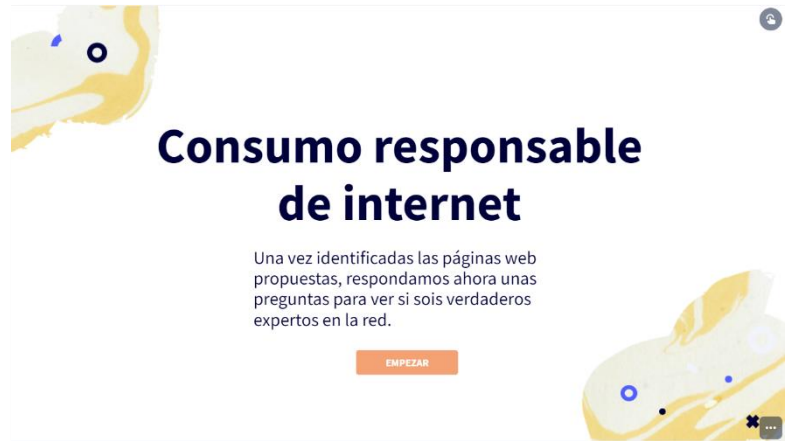 Consumo responsable
de internet
Una vez identificadas las páginas web
propuestas, respondamos ahora unas
preguntas para ver si sois verdaderos
expertos en la red.
EMPEZAR